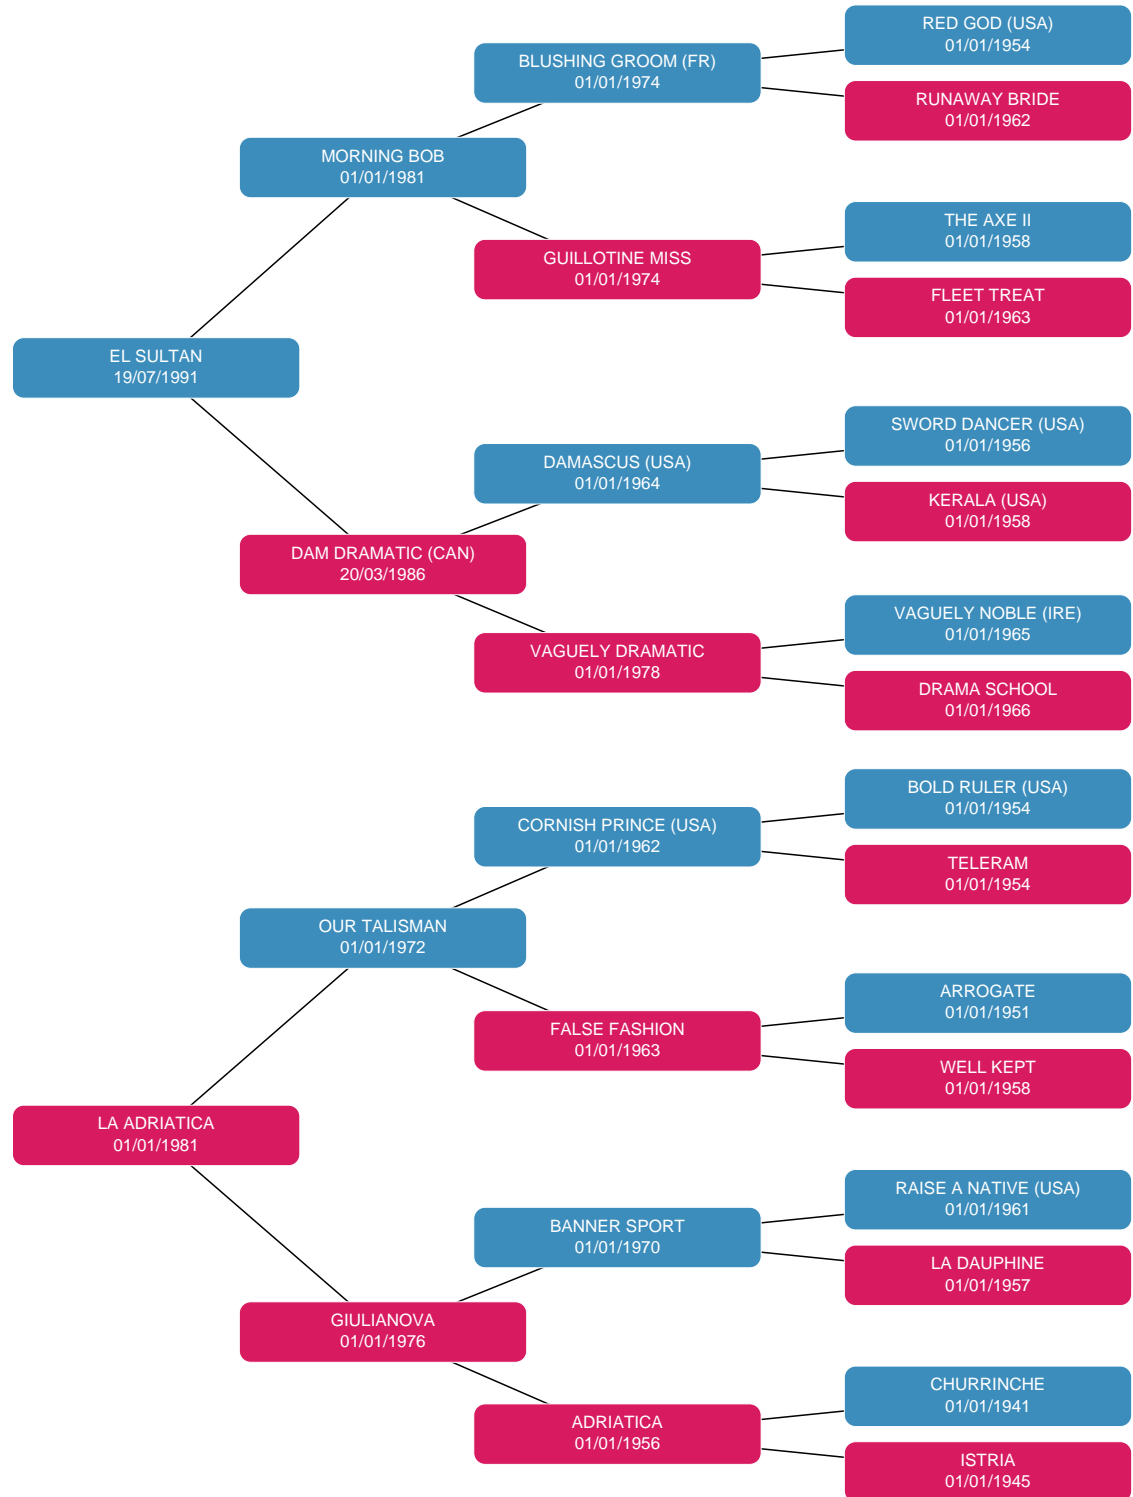 RED GOD (USA)
01/01/1954
BLUSHING GROOM (FR)
01/01/1974
RUNAWAY BRIDE
01/01/1962
MORNING BOB
01/01/1981
THE AXE II
01/01/1958
GUILLOTINE MISS
01/01/1974
FLEET TREAT
01/01/1963
EL SULTAN
19/07/1991
SWORD DANCER (USA)
01/01/1956
DAMASCUS (USA)
01/01/1964
KERALA (USA)
01/01/1958
DAM DRAMATIC (CAN)
20/03/1986
VAGUELY NOBLE (IRE)
01/01/1965
VAGUELY DRAMATIC
01/01/1978
DRAMA SCHOOL
01/01/1966
BOLD RULER (USA)
01/01/1954
CORNISH PRINCE (USA)
01/01/1962
TELERAM
01/01/1954
OUR TALISMAN
01/01/1972
ARROGATE
01/01/1951
FALSE FASHION
01/01/1963
WELL KEPT
01/01/1958
LA ADRIATICA
01/01/1981
RAISE A NATIVE (USA)
01/01/1961
BANNER SPORT
01/01/1970
LA DAUPHINE
01/01/1957
GIULIANOVA
01/01/1976
CHURRINCHE
01/01/1941
ADRIATICA
01/01/1956
ISTRIA
01/01/1945